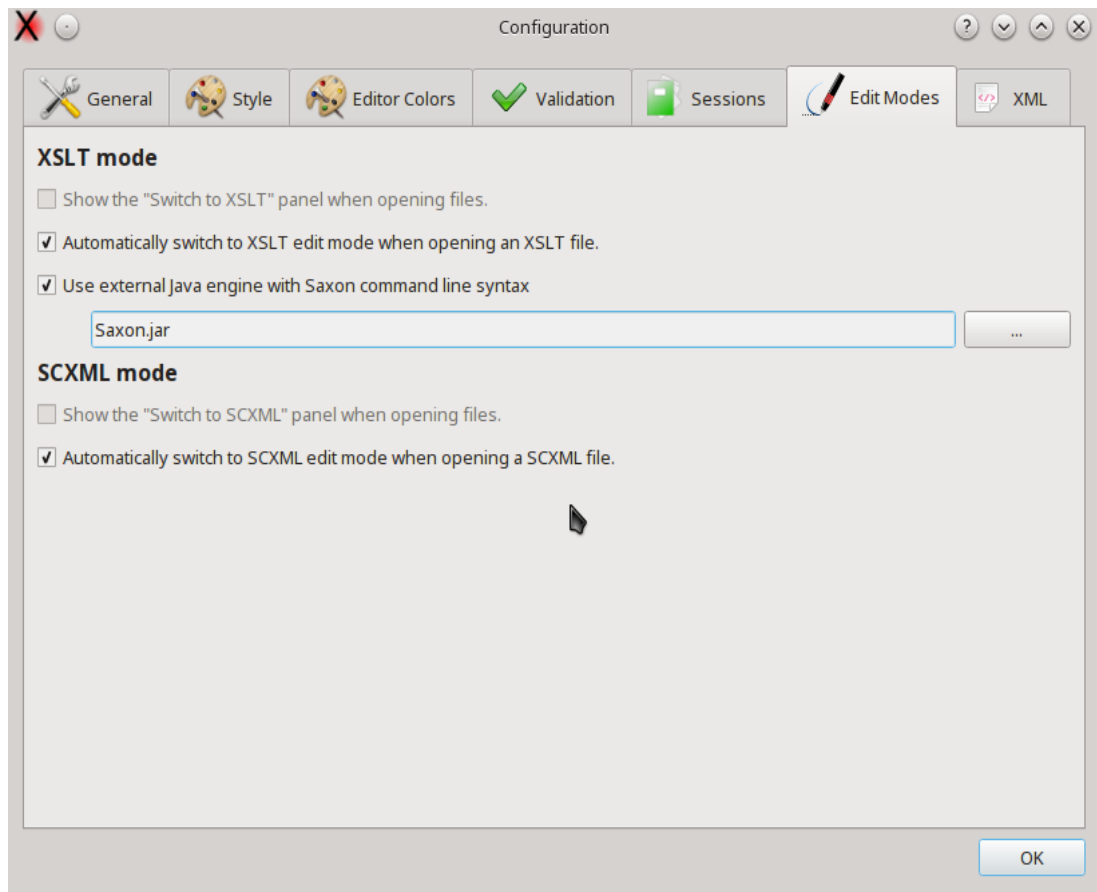 Configuration
General
Style
Editor Colors
Validation
Sessions
Edit Modes
XML
XSLT mode
Show the "Switch to XSLT" panel when opening files.
Automatically switch to XSLT edit mode when opening an XSLT file.
Use external Java engine with Saxon command line syntax
Saxon.jar
...
SCXML mode
Show the "Switch to SCXML" panel when opening files.
Automatically switch to SCXML edit mode when opening a SCXML file.
OK